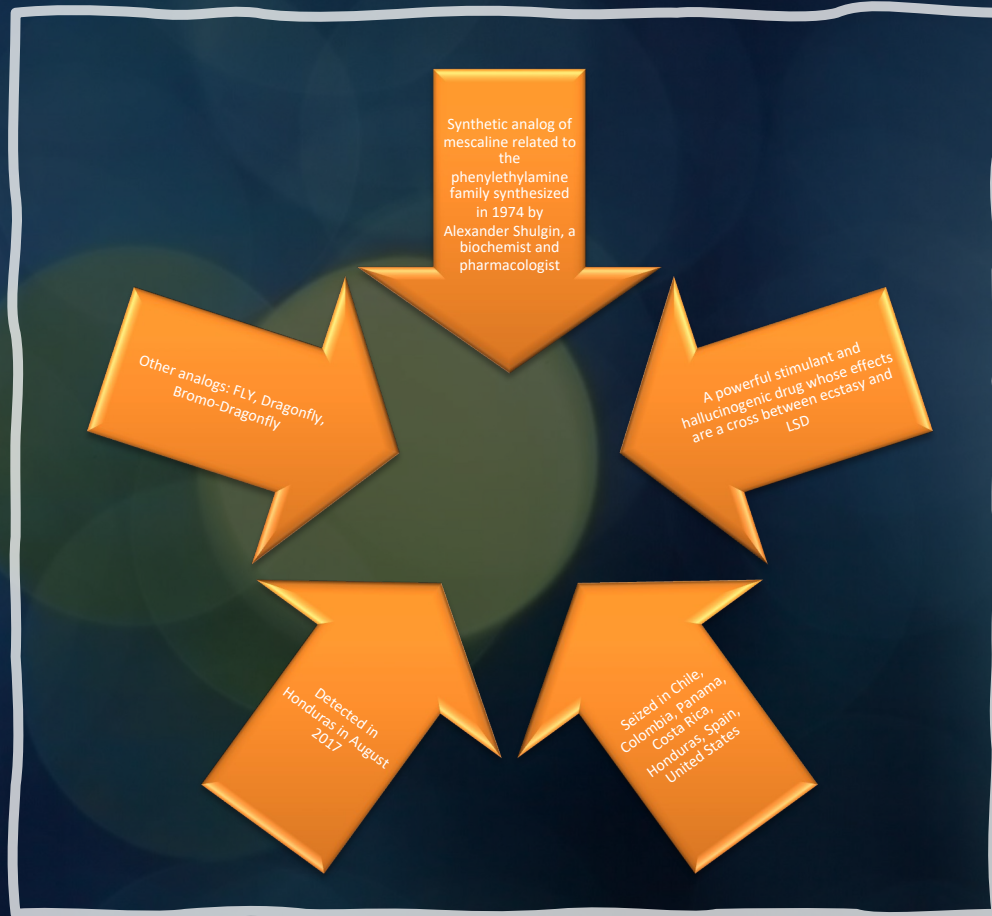 Synthetic analog of
mescaline related to
the
phenylethylamine
family synthesized
in 1974 by
Alexander Shulgin, a
biochemist and
pharmacologist
A powerful stimulant and
hallucinogenic drug whose effects
are a cross between ecstasy and
LSD
Seized in Chile,
Colombia, Panama,
Costa Rica,
Honduras, Spain,
United States
Detected in
Honduras in August
2017
Other analogs: FLY, Dragonfly,
Bromo-Dragonfly